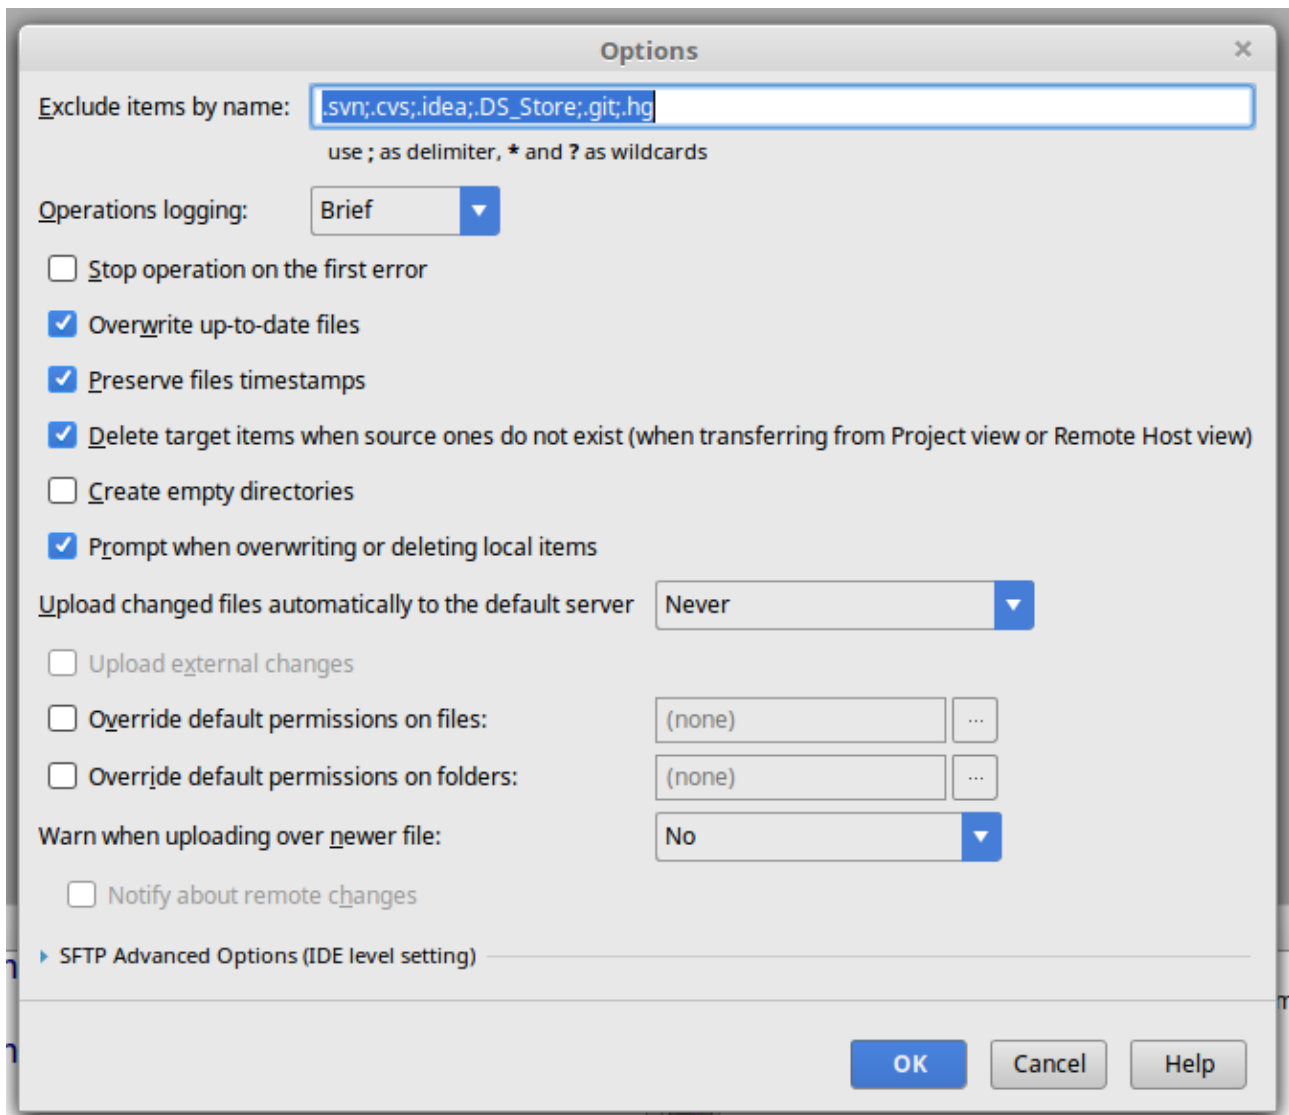 Options
Exclude items by name: .svn;.cvs;.idea;.DS_Store;.git;.hg
use ; as delimiter, * and ? as wildcards
Operations logging: Brief
Stop operation on the first error
Overwrite up-to-date files
Preserve files timestamps
Delete target items when source ones do not exist (when transferring from Project view or Remote Host view)
Create empty directories
Prompt when overwriting or deleting local items
Upload changed files automatically to the default server Never
Upload external changes
Override default permissions on files: (none) ...
Override default permissions on folders: (none) ...
Warn when uploading over newer file: No
Notify about remote changes
SFTP Advanced Options (IDE level setting)
OK Cancel Help